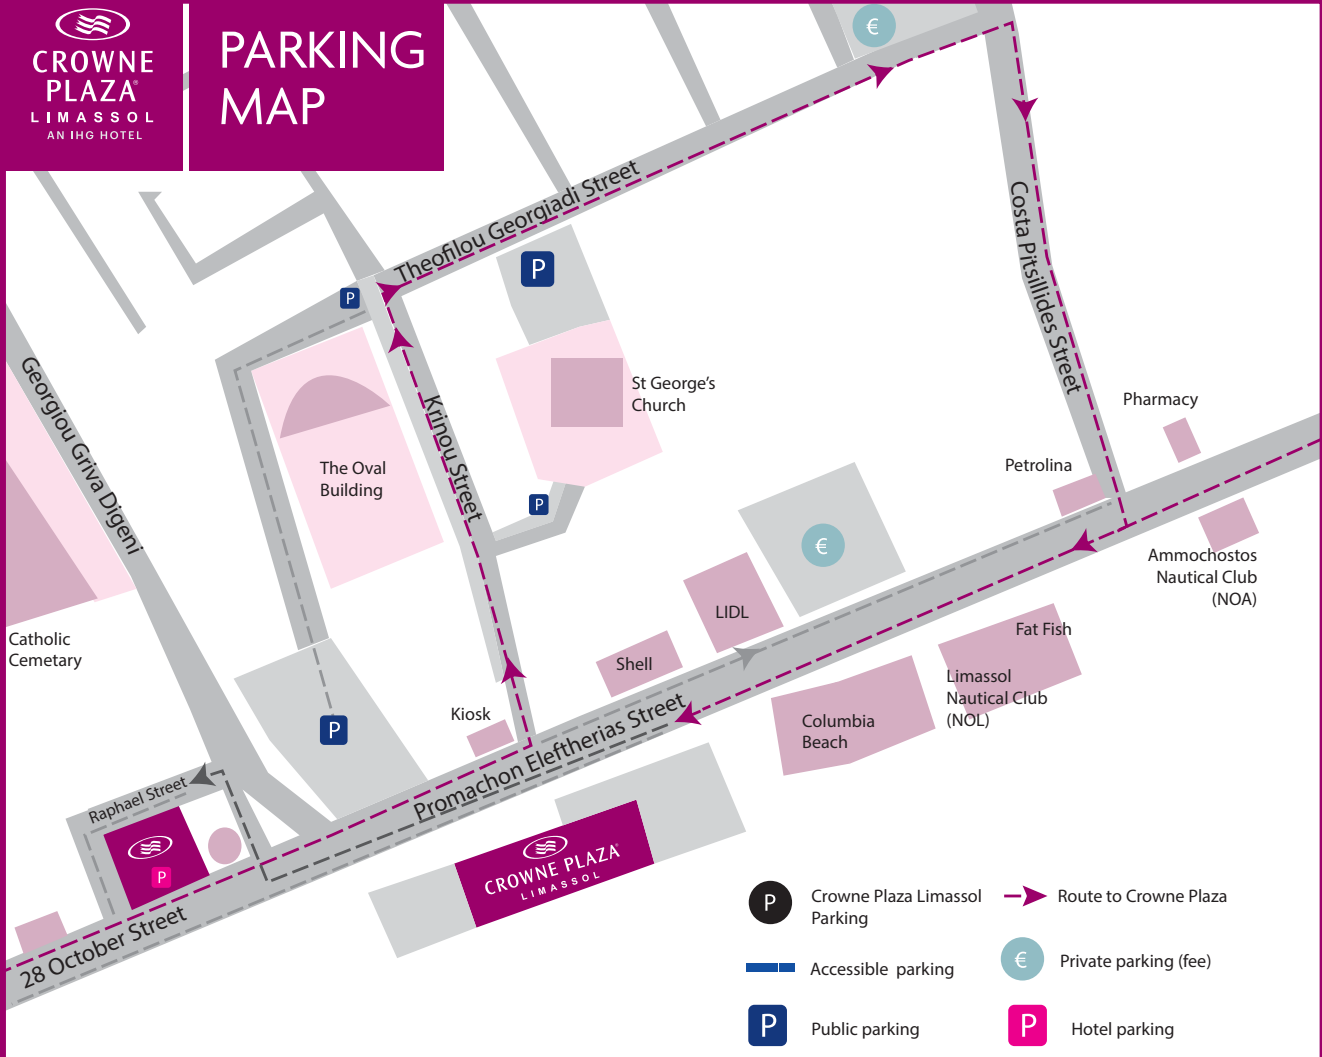 CROWNE
PLAZA®
LIMASSOL
AN IHG HOTEL
PARKING
MAP
€
Theofilou Georgiadi Street
Costa Pitsillides Street
P
P
Georgiou Griva Digeni
St George's
Church
Krinou Street
The Oval
Building
P
Pharmacy
Petrolina
Ammochostos
Nautical Club
(NOA)
€
LIDL
Shell
Fat Fish
Limassol
Nautical Club
(NOL)
Columbia
Beach
Catholic
Cemetary
Kiosk
P
Promachon Eleftherias Street
Raphael Street
P
28 October Street
CROWNE PLAZA®
LIMASSOL
P
Crowne Plaza Limassol
Parking
Route to Crowne Plaza
Accessible parking
€
Private parking (fee)
P
Public parking
P
Hotel parking